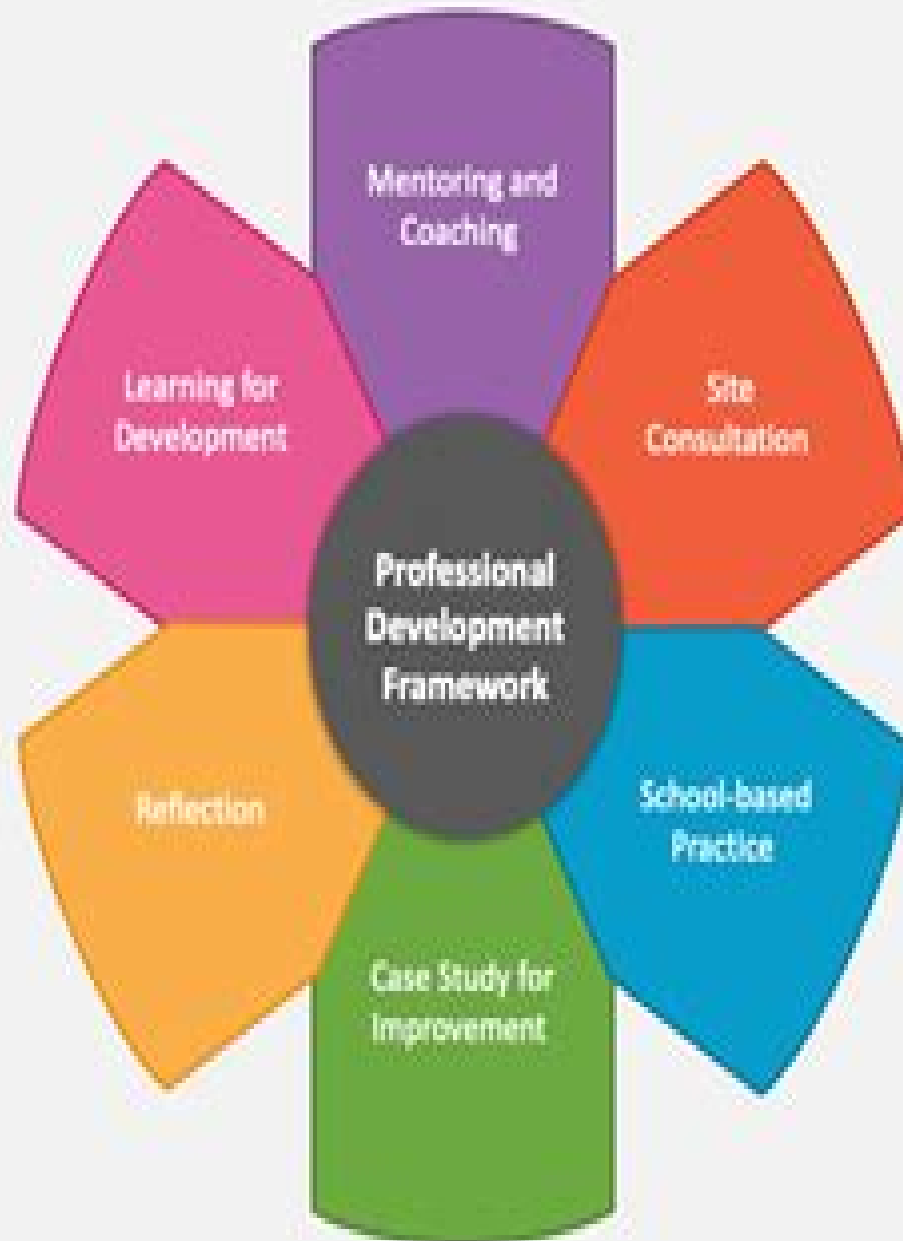 Mentoring and
Coaching
Site
Consultation
School-based
Practice
Case Study for
Improvement
Reflection
Learning for
Development
Professional
Development
Framework